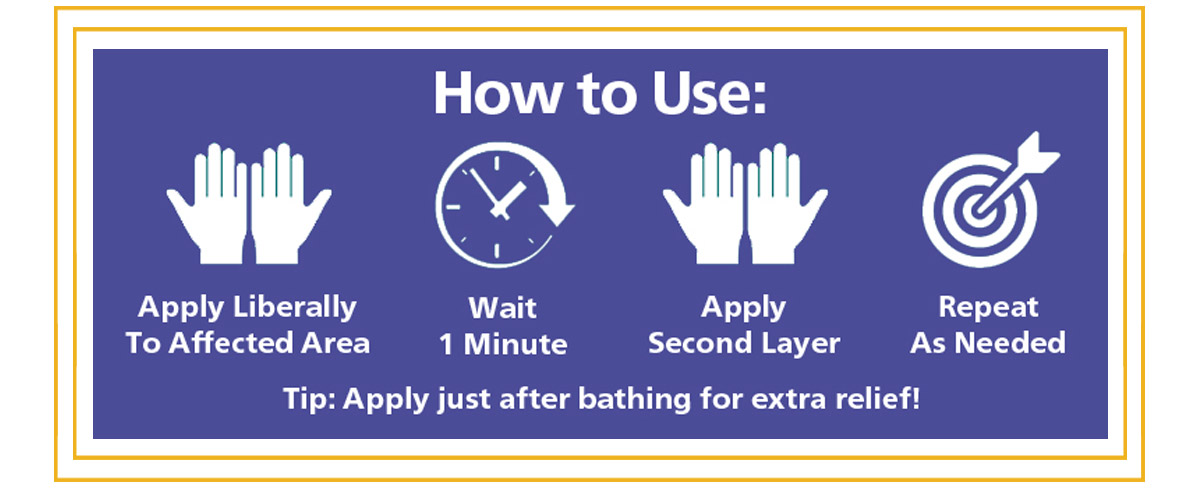 How to Use:
Apply Liberally
To Affected Area
Wait
1 Minute
Apply
Second Layer
Repeat
As Needed
Tip: Apply just after bathing for extra relief!